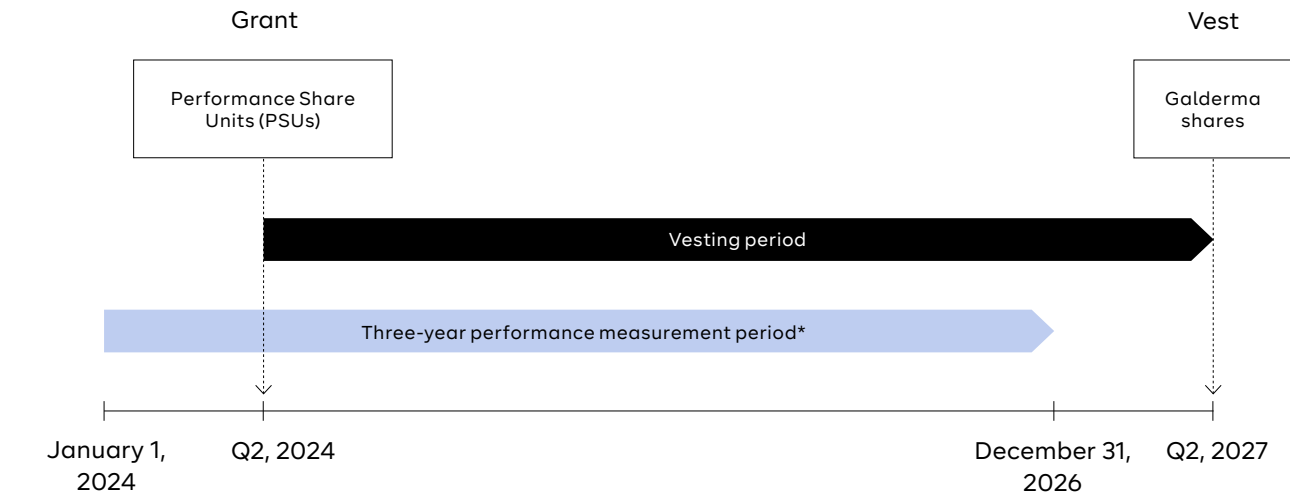 Grant
Vest
Performance Share
Units (PSUs)
Galderma
shares
Vesting period
Three-year performance measurement period*
January 1,
2024
Q2, 2024
December 31,
2026
Q2, 2027